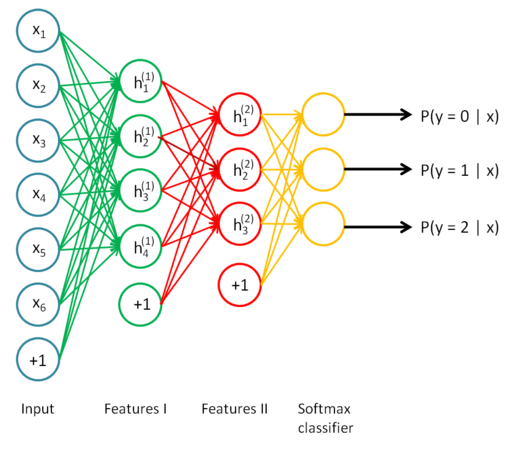 x1
x2
x3
x4
x5
x6
+1
h1(1)
h2(1)
h3(1)
h4(1)
+1
h1(2)
h2(2)
h3(2)
+1
P(y = 0 | x)
P(y = 1 | x)
P(y = 2 | x)
Input
Features I
Features II
Softmax
classifier